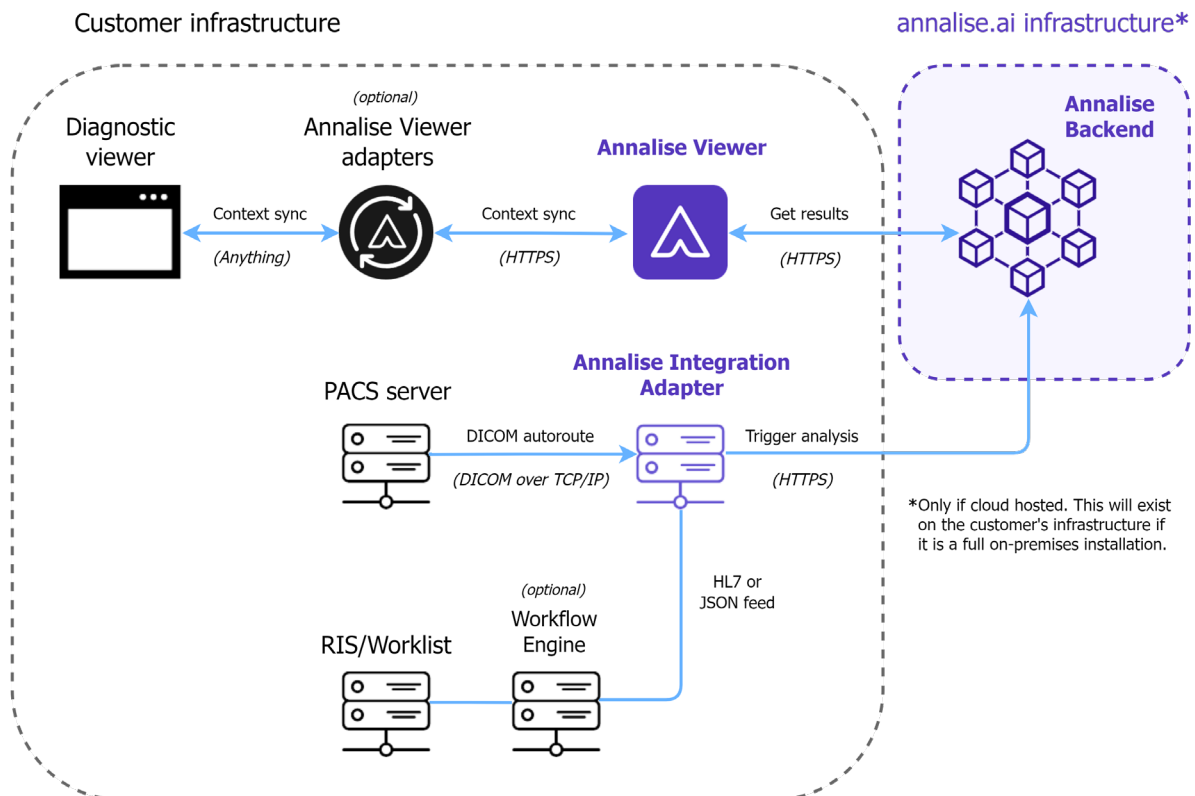 Customer infrastructure
annalise.ai infrastructure*
(optional)
Diagnostic
viewer
Annalise Viewer
adapters
Annalise Viewer
Annalise
Backend
Context sync
(Anything)
Context sync
(HTTPS)
Get results
(HTTPS)
PACS server
Annalise Integration
Adapter
DICOM autoroute
(DICOM over TCP/IP)
Trigger analysis
(HTTPS)
*Only if cloud hosted. This will exist
on the customer's infrastructure if
it is a full on-premises installation.
HL7 or
JSON feed
(optional)
Workflow
Engine
RIS/Worklist